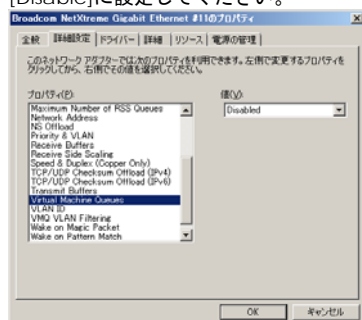 [Disable]に設定してください。
Broadcom NetXtreme Gigabit Ethernet #11のプロパティ
全般 詳細設定 ドライバー 詳細 リソース 電源の管理
このネットワーク アダプターでは次のプロパティを利用できます。左側で変更するプロパティを
クリックしてから、右側でその値を選択してください。
プロパティ(P): 値(V):
Maximum Number of RSS Queues Disabled
Network Address
NS Offload
Priority & VLAN
Receive Buffers
Receive Side Scaling
Speed & Duplex (Copper Only)
TCP/UDP Checksum Offload (IPv4)
TCP/UDP Checksum Offload (IPv6)
Transmit Buffers
Virtual Machine Queues
VLAN ID
VMQ VLAN Filtering
Wake on Magic Packet
Wake on Pattern Match
OK キャンセル